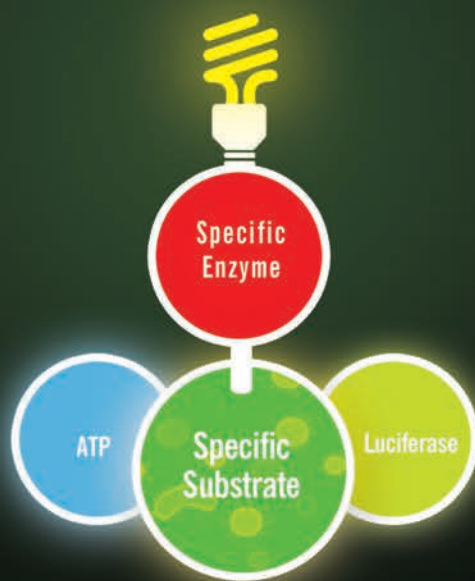 Specific
Enzyme
ATP
Specific
Substrate
Luciferase